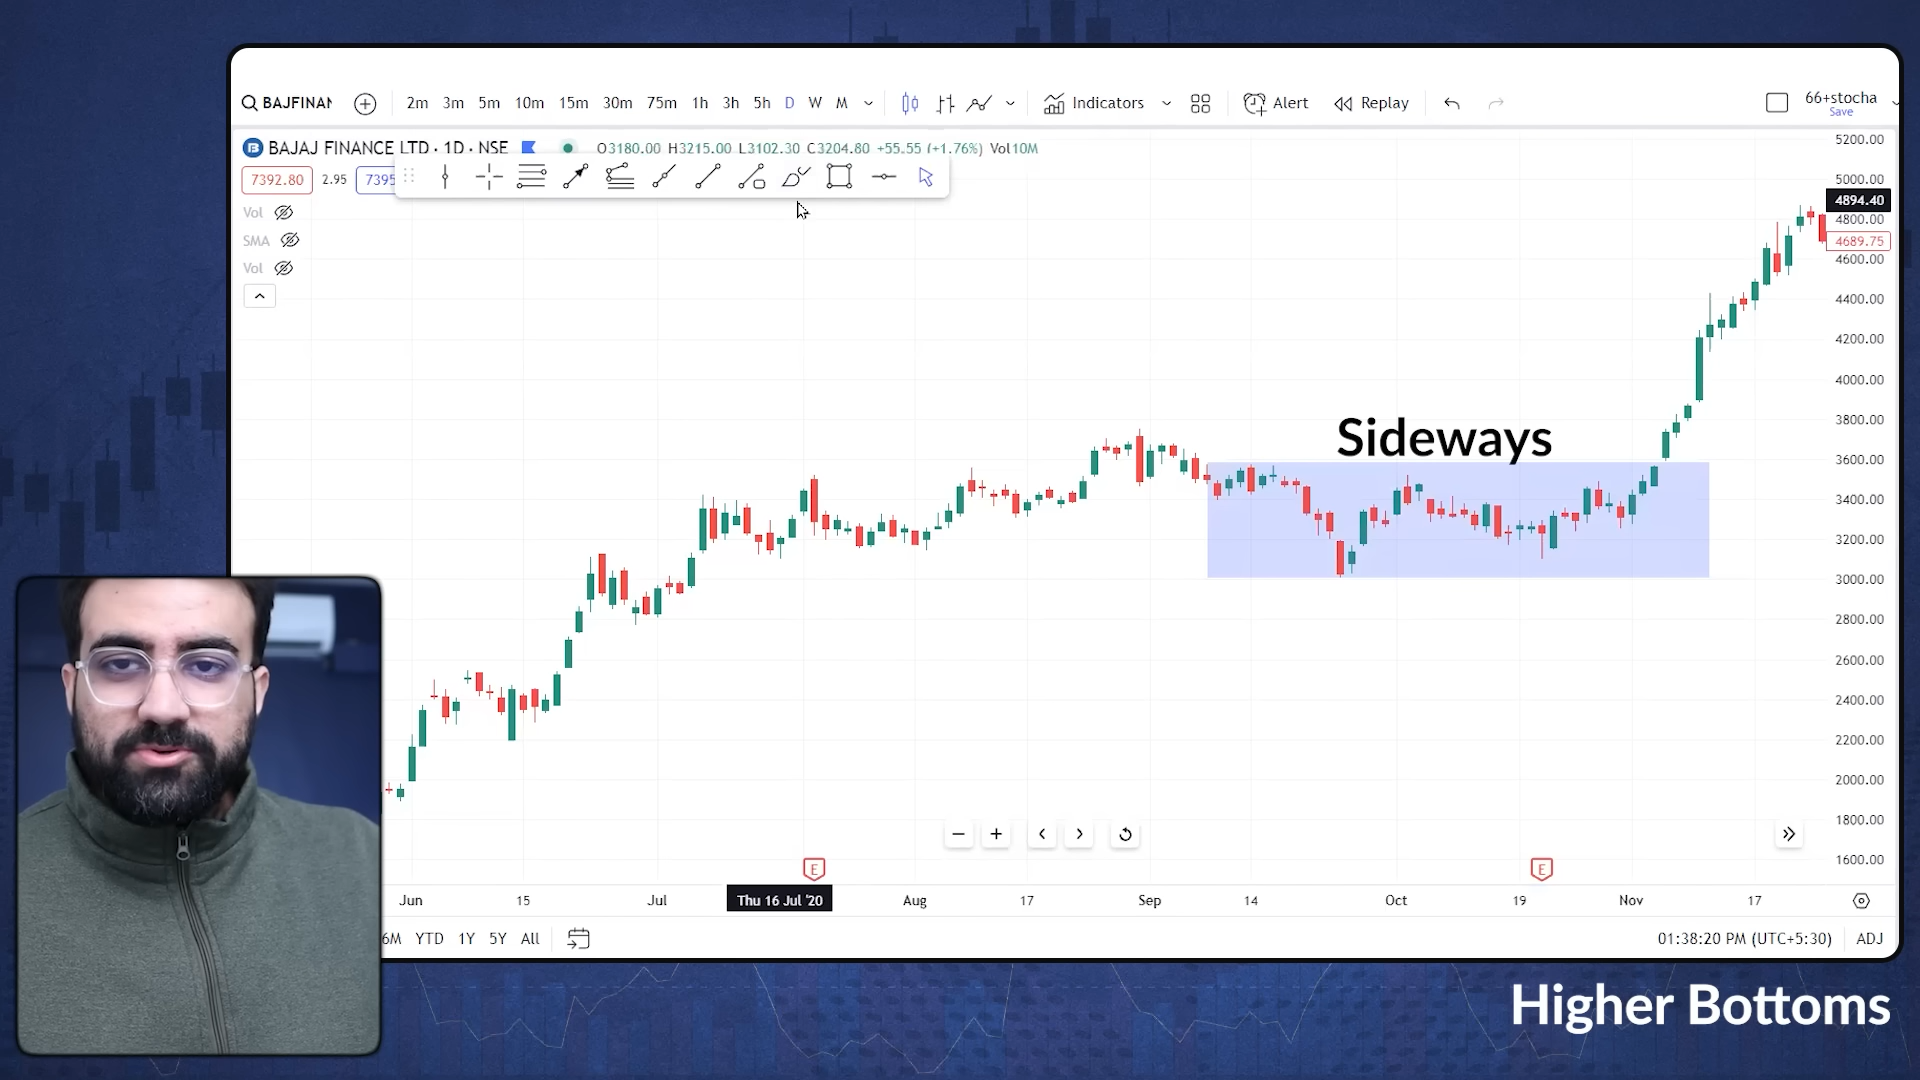 BAJFINAN 2m 3m 5m 10m 15m 30m 75m 1h 3h 5h D W M Indicators Alert Replay 66+stocha
Save
BAJAJ FINANCE LTD · 1D · NSE O3180.00 H3215.00 L3102.30 C3204.80 +55.55 (+1.76%) Vol10M
7392.80 2.95 7395
Vol
SMA
Vol
5200.00
5000.00
4894.40
4800.00
4689.75
4600.00
4400.00
4200.00
4000.00
3800.00
3600.00
3400.00
3200.00
3000.00
2800.00
2600.00
2400.00
2200.00
2000.00
1800.00
1600.00
Sideways
E E
Jun 15 Jul Thu 16 Jul '20 Aug 17 Sep 14 Oct 19 Nov 17
6M YTD 1Y 5Y All 01:38:20 PM (UTC+5:30) ADJ
Higher Bottoms